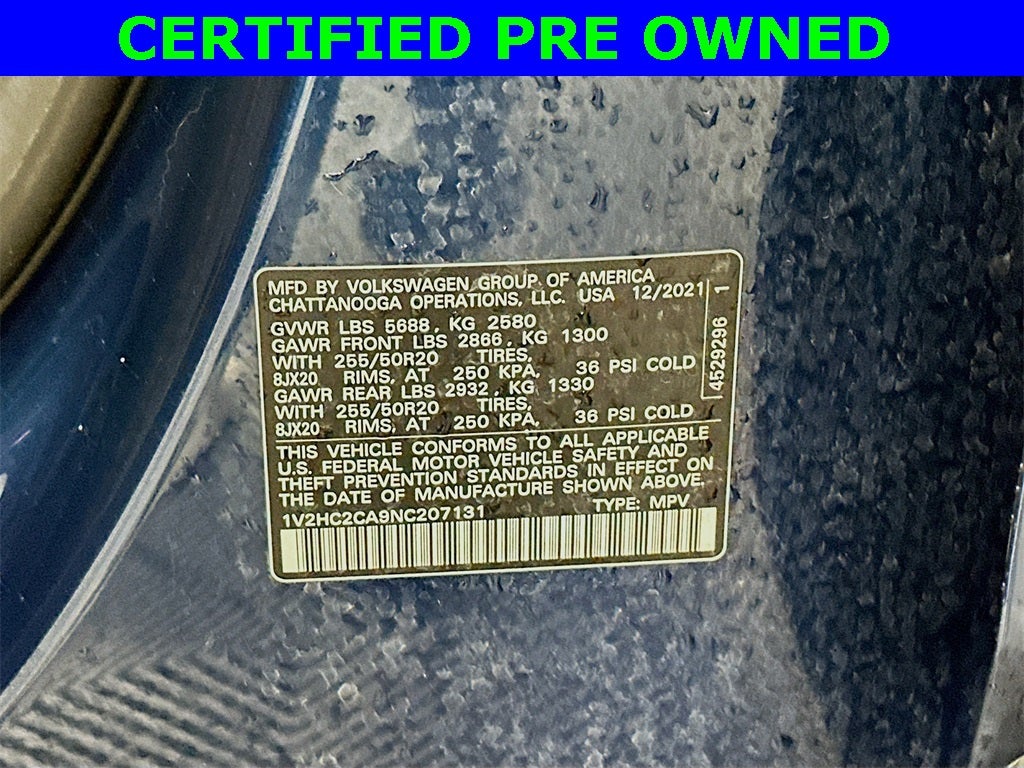 CERTIFIED PRE OWNED
MFD BY VOLKSWAGEN GROUP OF AMERICA
CHATTANOOGA OPERATIONS, LLC. USA 12/2021
GVWR LBS 5688, KG 2580
GAWR FRONT LBS 2866, KG 1300
WITH 255/50R20 TIRES,
8JX20 RIMS, AT 250 KPA, 36 PSI COLD
GAWR REAR LBS 2932, KG 1330
WITH 255/50R20 TIRES,
8JX20 RIMS, AT 250 KPA, 36 PSI COLD
4529296 1
THIS VEHICLE CONFORMS TO ALL APPLICABLE
U.S. FEDERAL MOTOR VEHICLE SAFETY AND
THEFT PREVENTION STANDARDS IN EFFECT ON
THE DATE OF MANUFACTURE SHOWN ABOVE.
1V2HC2CA9NC207131 TYPE: MPV